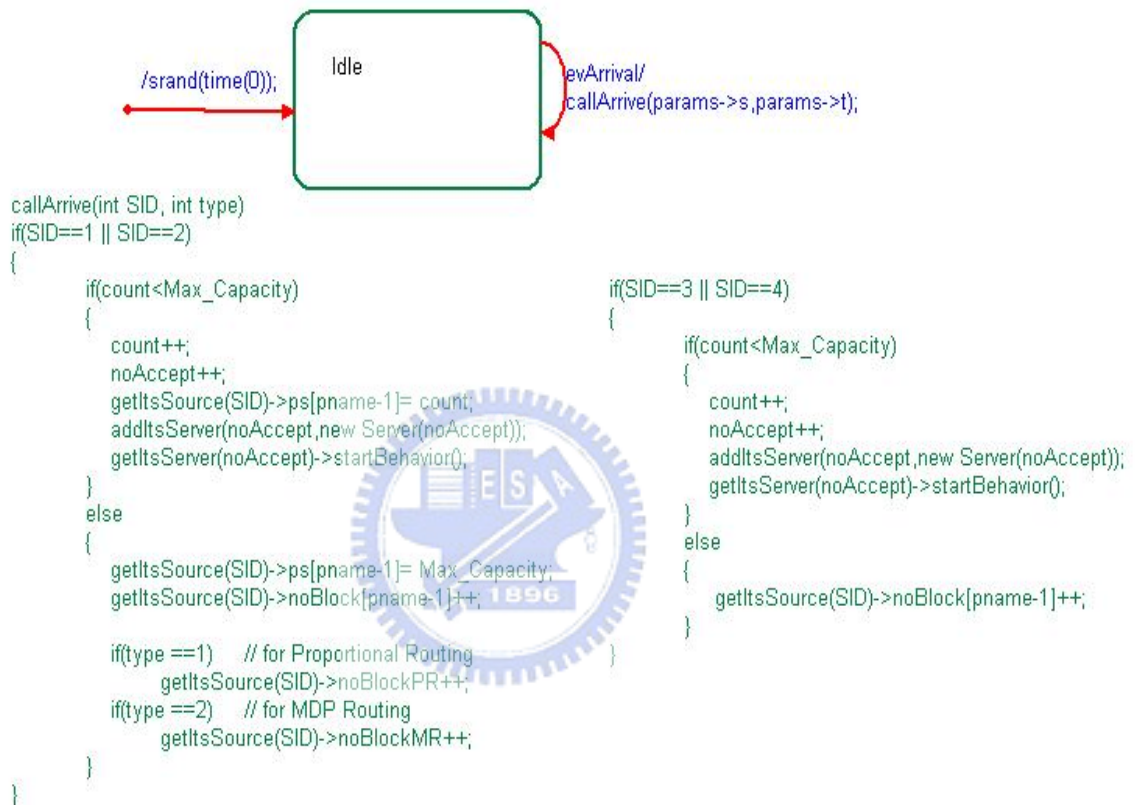 /srand(time(0));
Idle
evArrival/
callArrive(params->s,params->t);
callArrive(int SID, int type)
if(SID==1 || SID==2)
{
if(count<Max_Capacity)
{
count++;
noAccept++;
getItsSource(SID)->ps[pname-1]= count;
addItsServer(noAccept,new Server(noAccept));
getItsServer(noAccept)->startBehavior();
}
else
{
getItsSource(SID)->ps[pname-1]= Max_Capacity;
getItsSource(SID)->noBlock[pname-1]++;
if(type ==1) // for Proportional Routing
getItsSource(SID)->noBlockPR++;
if(type ==2) // for MDP Routing
getItsSource(SID)->noBlockMR++;
}
}
if(SID==3 || SID==4)
{
if(count<Max_Capacity)
{
count++;
noAccept++;
addItsServer(noAccept,new Server(noAccept));
getItsServer(noAccept)->startBehavior();
}
else
{
getItsSource(SID)->noBlock[pname-1]++;
}
}
ESA
1896